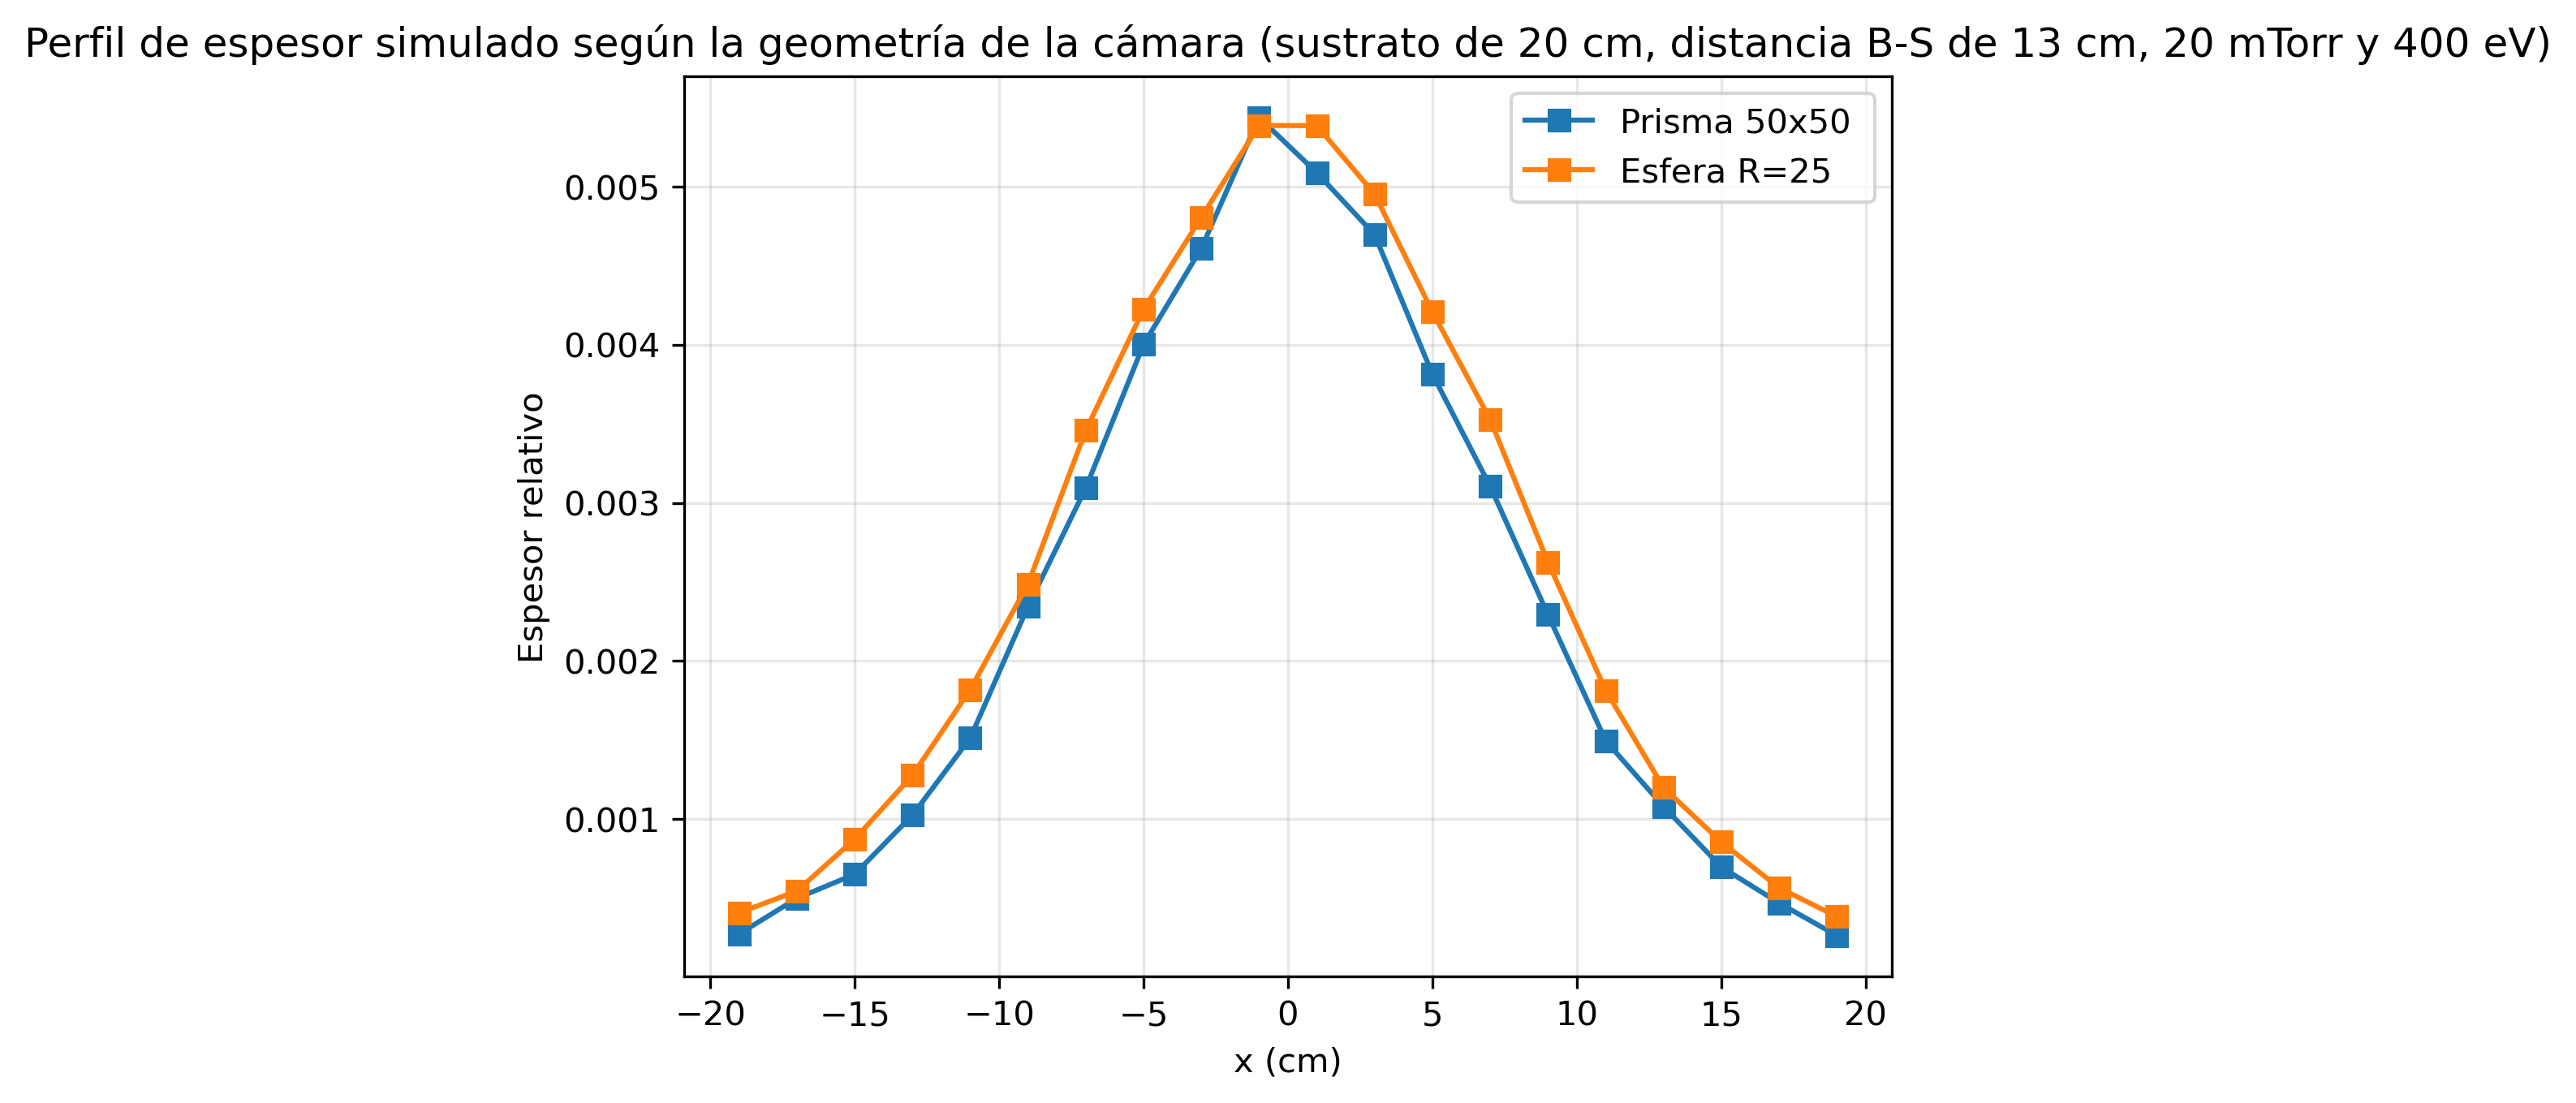 Perfil de espesor simulado según la geometría de la cámara (sustrato de 20 cm, distancia B-S de 13 cm, 20 mTorr y 400 eV)
Prisma 50x50
Esfera R=25
Espesor relativo
0.005
0.004
0.003
0.002
0.001
−20 −15 −10 −5 0 5 10 15 20
x (cm)